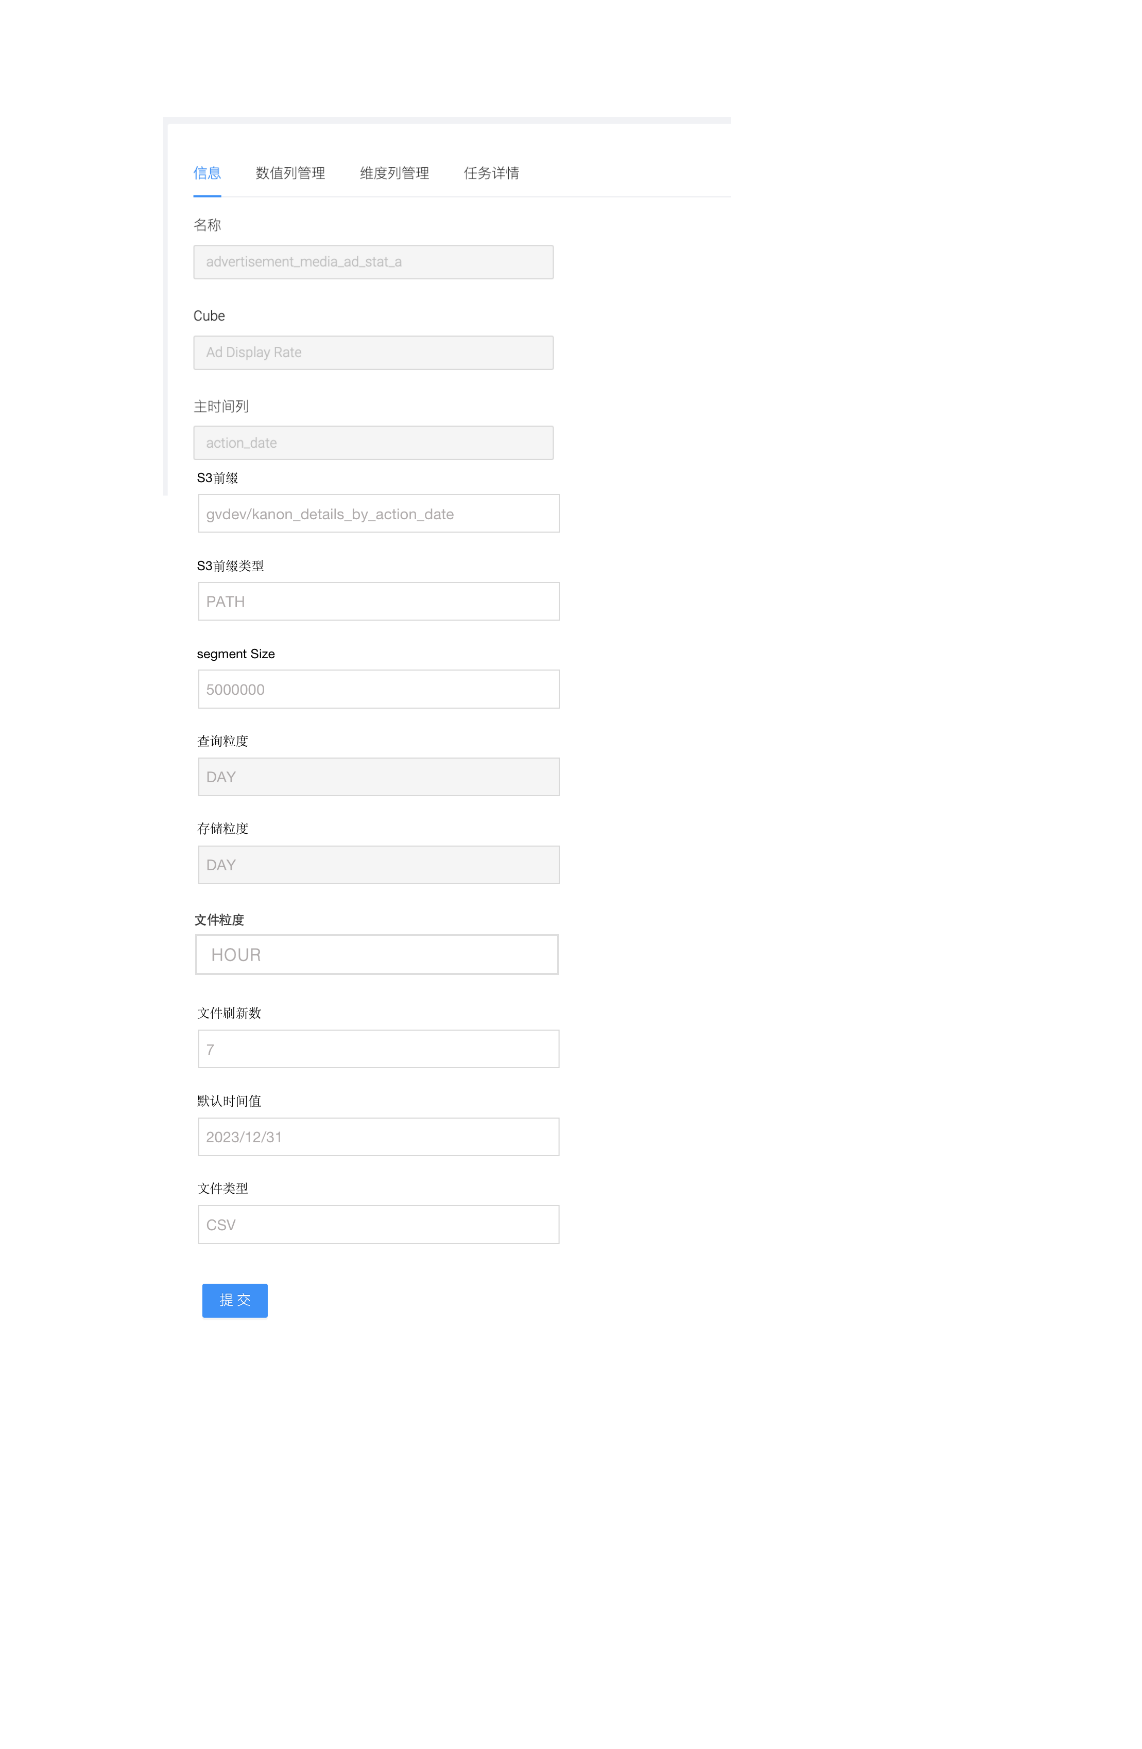 信息 数值列管理 维度列管理 任务详情
名称
advertisement_media_ad_stat_a
Cube
Ad Display Rate
主时间列
action_date
S3前缀
gvdev/kanon_details_by_action_date
S3前缀类型
PATH
segment Size
5000000
查询粒度
DAY
存储粒度
DAY
文件粒度
HOUR
文件刷新数
7
默认时间值
2023/12/31
文件类型
CSV
提交